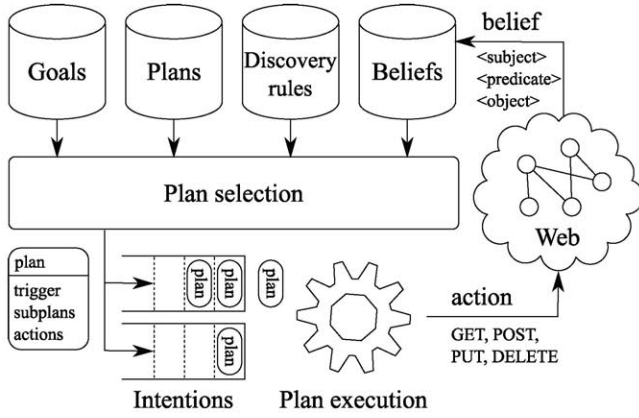 Goals
Plans
Discovery
rules
Beliefs
belief
<subject>
<predicate>
<object>
Plan selection
Web
plan
trigger
subplans
actions
plan
plan
plan
plan
action
GET, POST,
PUT, DELETE
Intentions
Plan execution